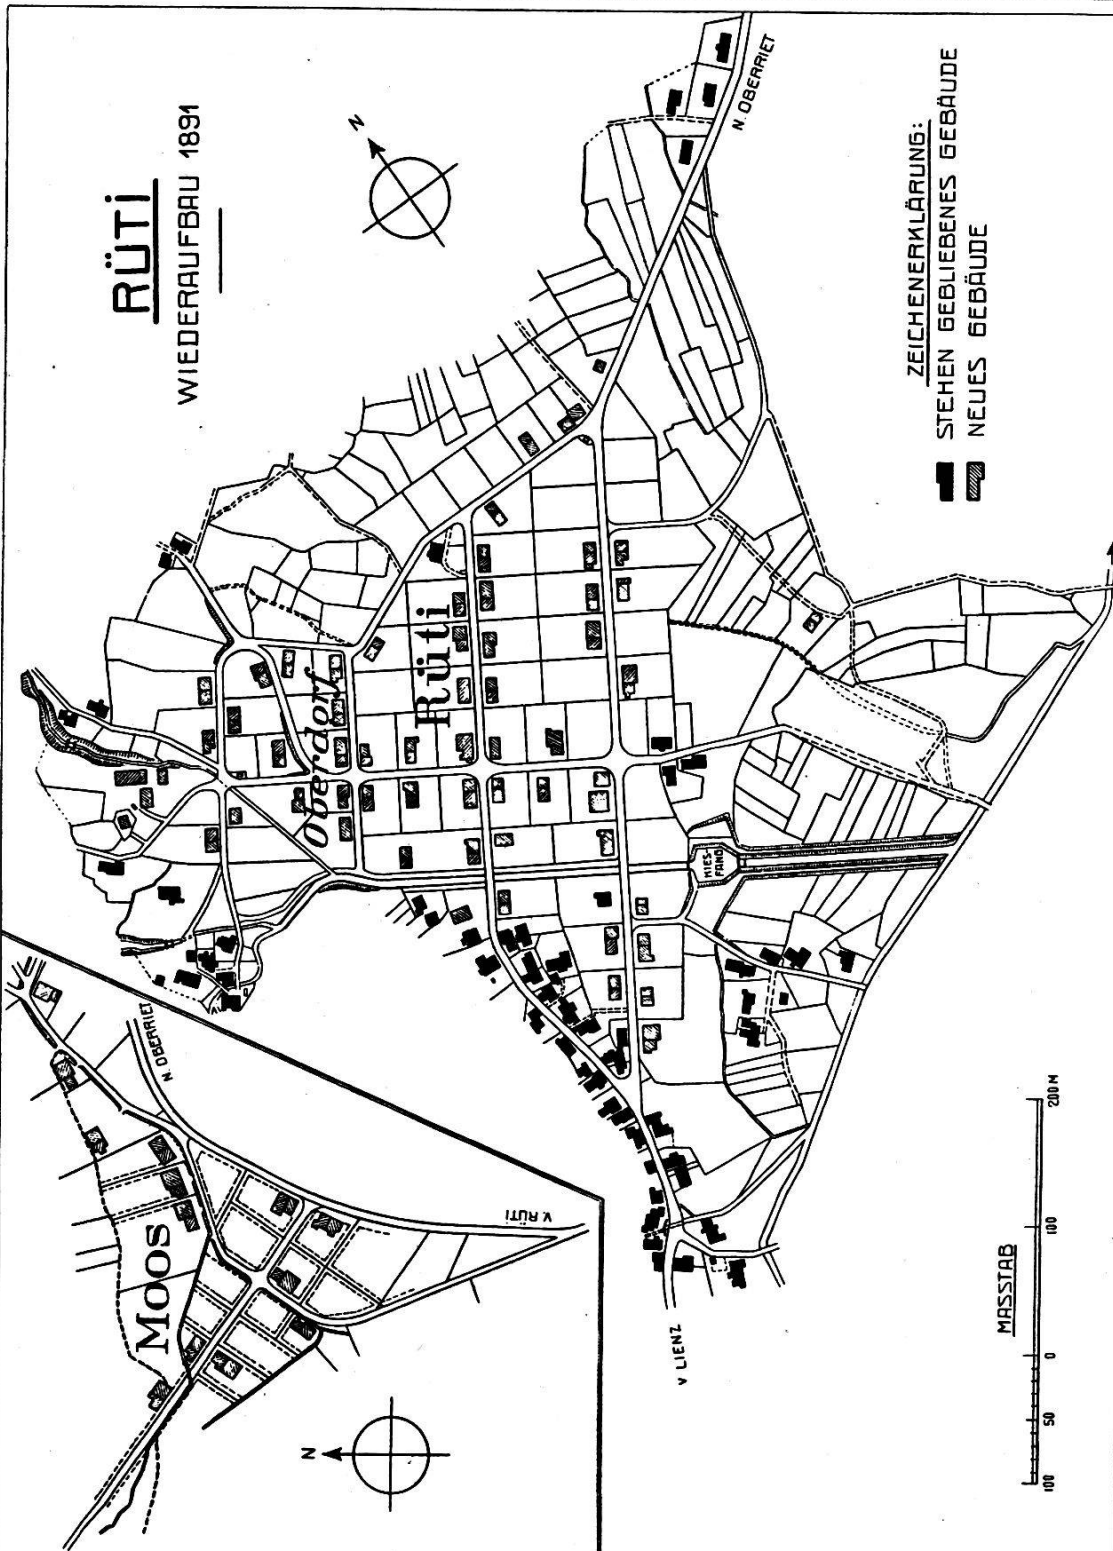 RÜTi
WIEDERAUFBAU 1891
N
N. OBERRIET
ZEICHENERKLÄRUNG:
STEHEN GEBLIEBENES GEBÄUDE
NEUES GEBÄUDE
Oberdorf
Rüti
KIES-
FANG
N. OBERRIET
Moos
V. RÜTi
N
V LIENZ
MASSTAB
100 50 0 100 200 M